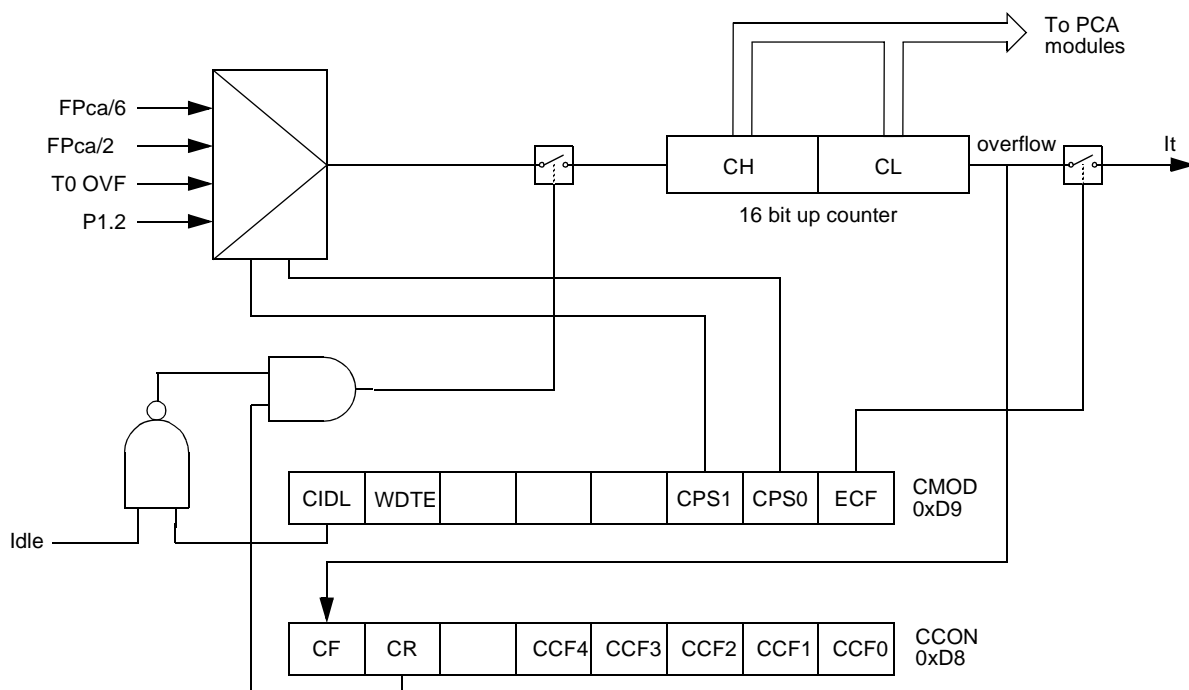 To PCA
modules
FPca/6
FPca/2
T0 OVF
P1.2
CH
CL
overflow
It
16 bit up counter
CIDL
WDTE
CPS1
CPS0
ECF
CMOD
0xD9
Idle
CF
CR
CCF4
CCF3
CCF2
CCF1
CCF0
CCON
0xD8